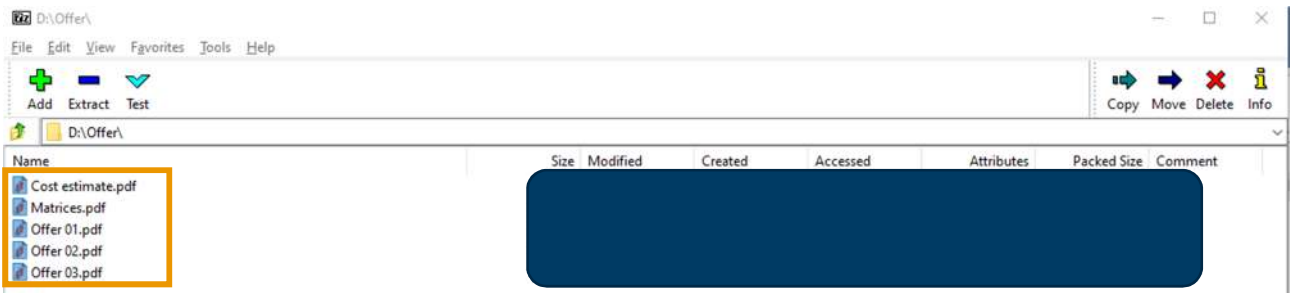 D:\Offer\
File Edit View Favorites Tools Help
Add Extract Test Copy Move Delete Info
D:\Offer\
Name Size Modified Created Accessed Attributes Packed Size Comment
Cost estimate.pdf
Matrices.pdf
Offer 01.pdf
Offer 02.pdf
Offer 03.pdf